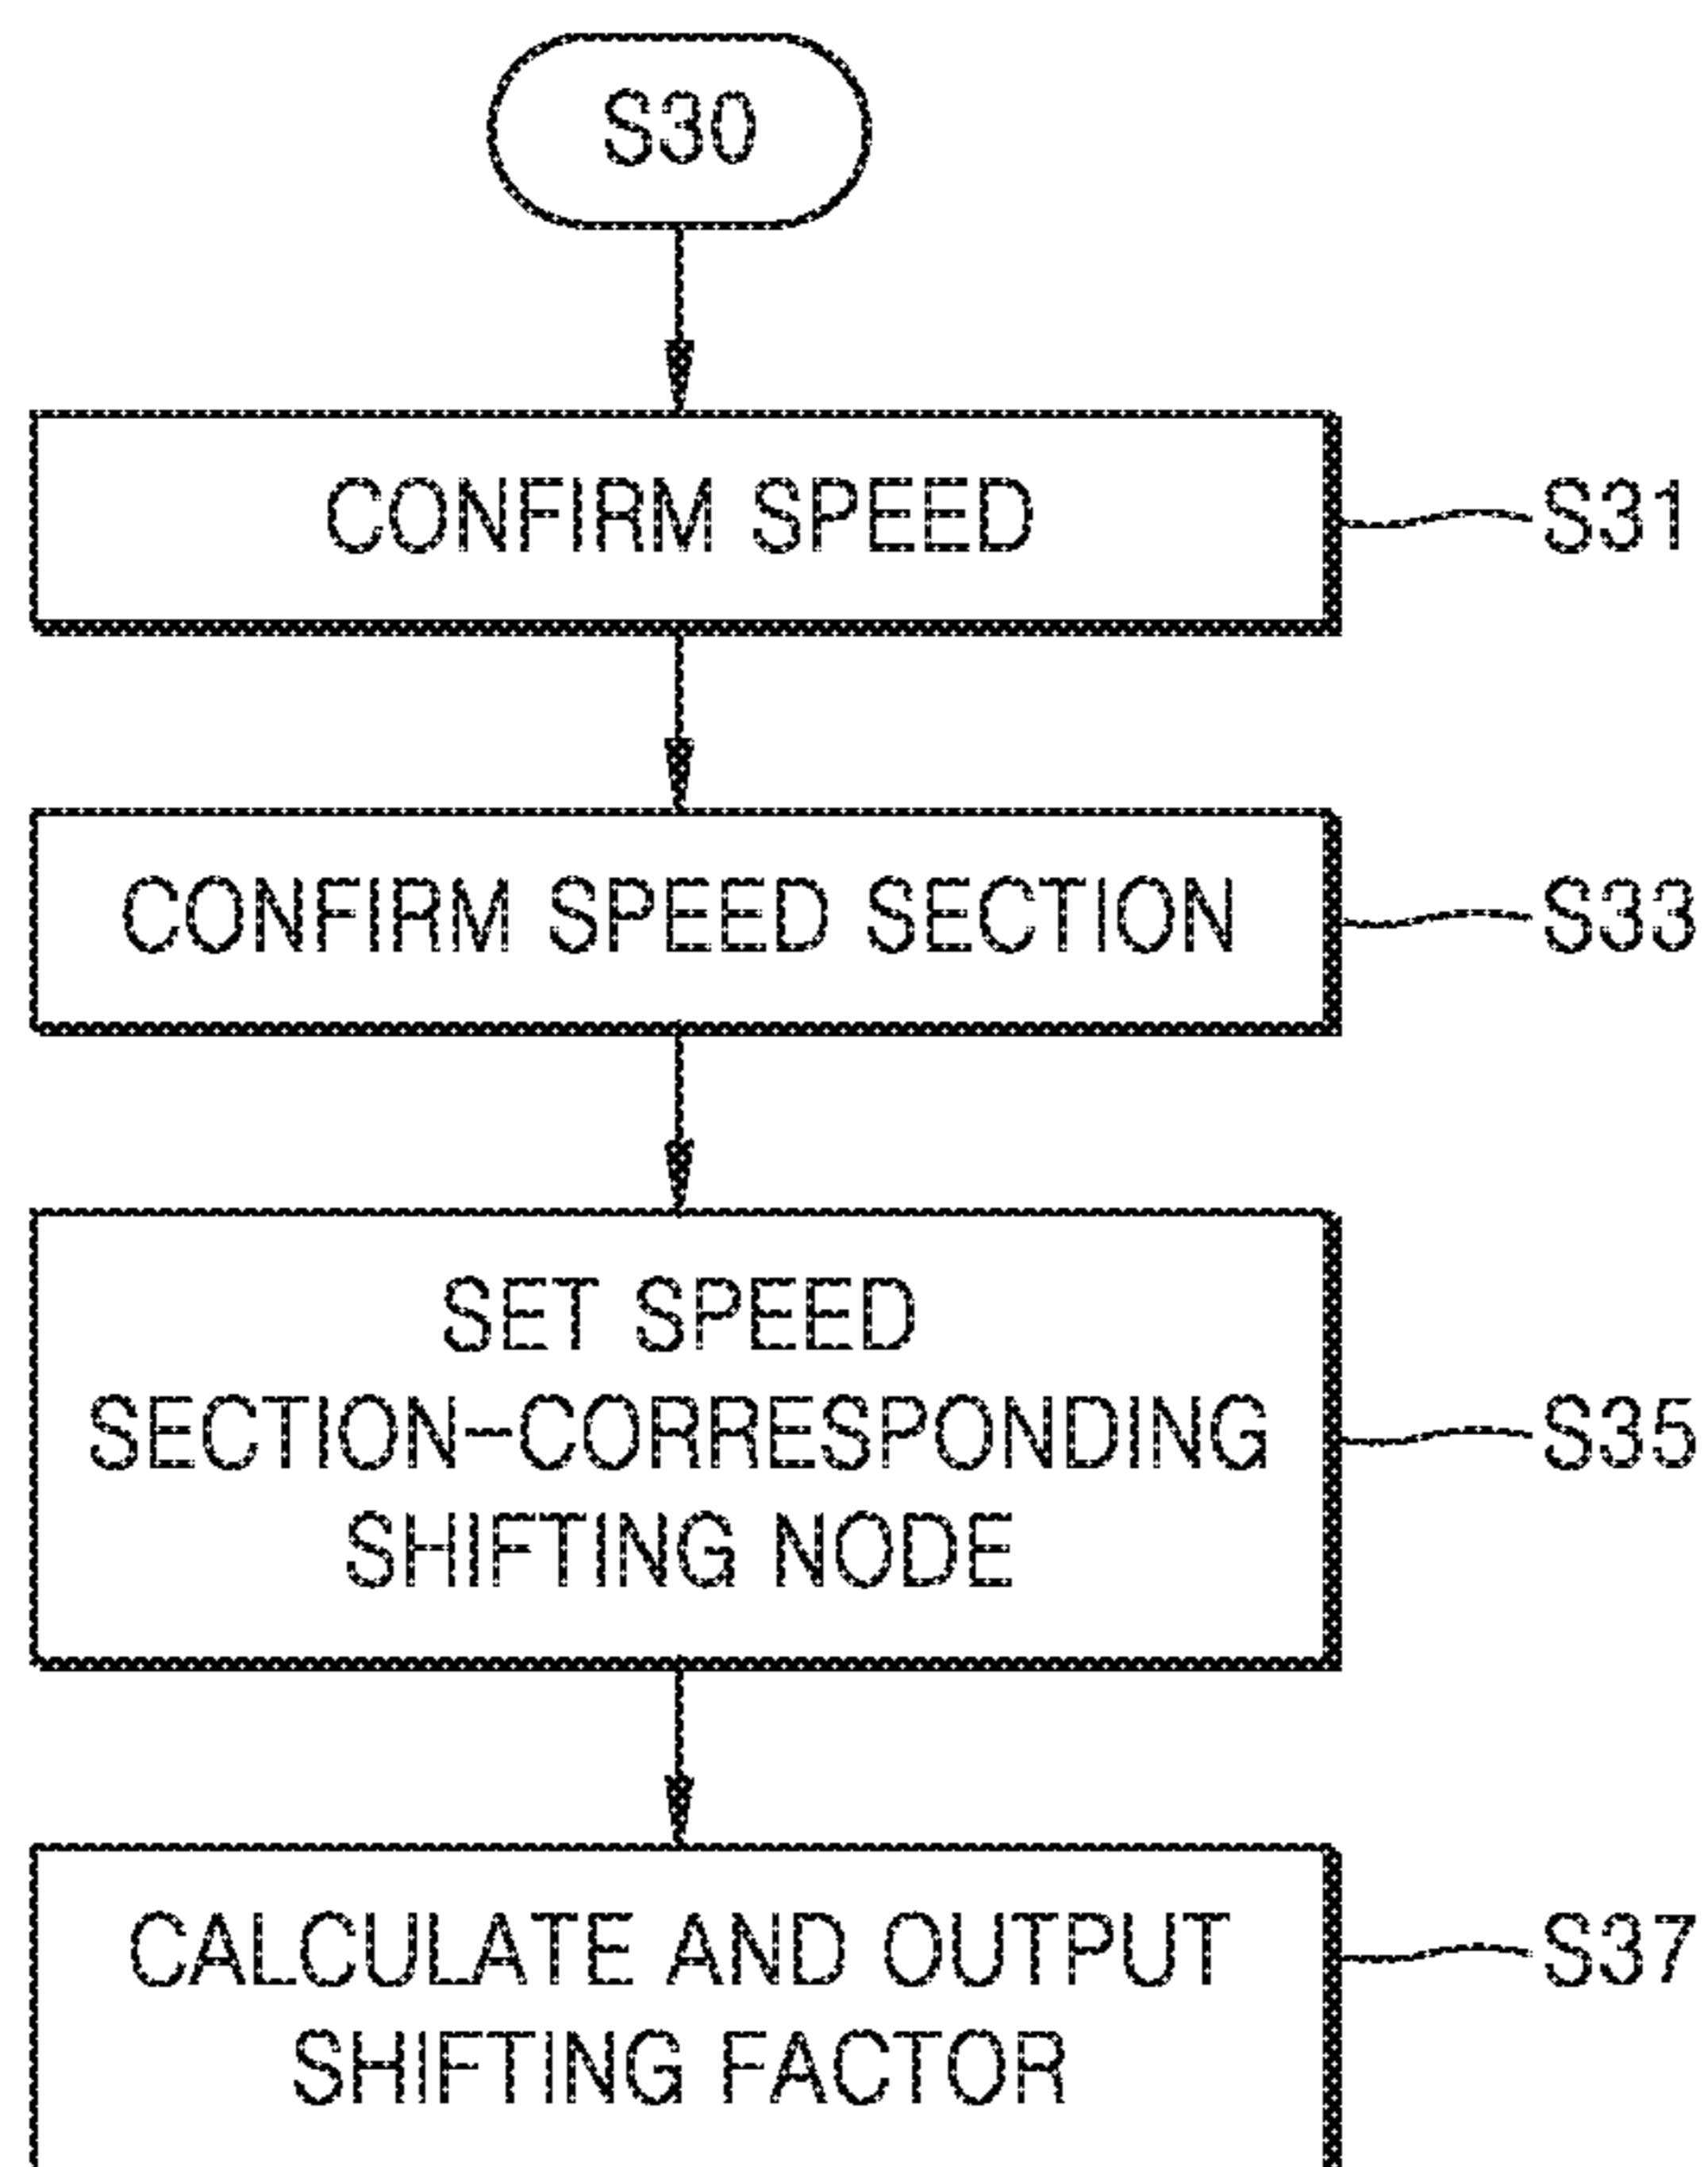 S30
CONFIRM SPEED
S31
CONFIRM SPEED SECTION
S33
SET SPEED
SECTION-CORRESPONDING
SHIFTING NODE
S35
CALCULATE AND OUTPUT
SHIFTING FACTOR
S37